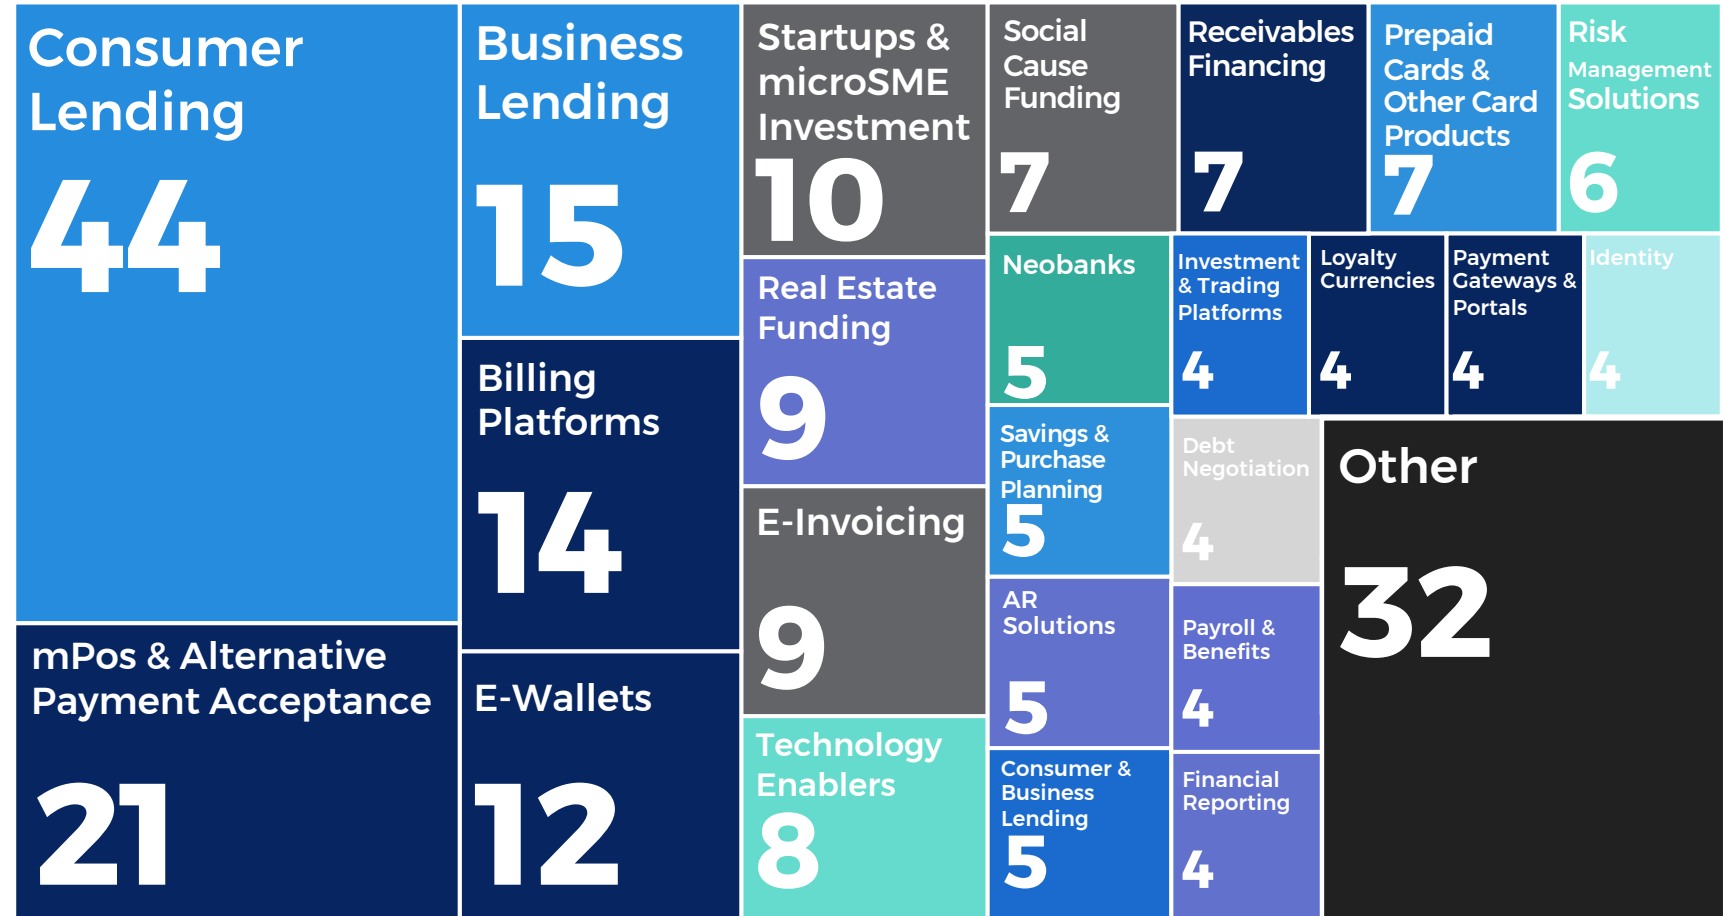 Consumer
Lending
44
mPos & Alternative
Payment Acceptance
21
Business
Lending
15
Billing
Platforms
14
E-Wallets
12
Startups &
microSME
Investment
10
Real Estate
Funding
9
E-Invoicing
9
Technology
Enablers
8
Social
Cause
Funding
7
Receivables
Financing
7
Prepaid
Cards &
Other Card
Products
7
Risk
Management
Solutions
6
Neobanks
5
Investment
& Trading
Platforms
4
Loyalty
Currencies
4
Payment
Gateways &
Portals
4
Identity
4
Savings &
Purchase
Planning
5
AR
Solutions
5
Consumer &
Business
Lending
5
Debt
Negotiation
4
Payroll &
Benefits
4
Financial
Reporting
4
Other
32